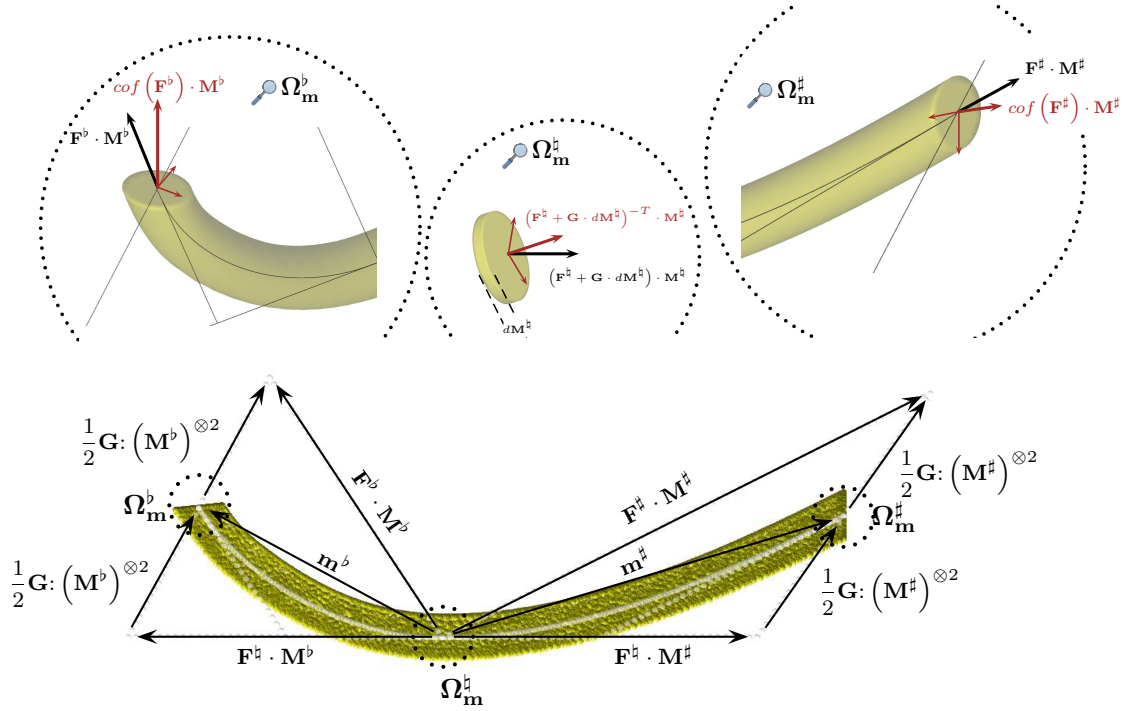 cof (F♭) · M♭
Ω♭m
F♭ · M♭
Ω♮m
(F♮ + G · dM♮)−T · M♮
(F♮ + G · dM♮) · M♮
dM♮
Ω♯m
F♯ · M♯
cof (F♯) · M♯
1/2 G: (M♭)⊗2
F♭ · M♭
F♯ · M♯
1/2 G: (M♯)⊗2
Ω♭m
Ω♯m
m♭
m♯
1/2 G: (M♭)⊗2
1/2 G: (M♯)⊗2
F♮ · M♭
F♮ · M♯
Ω♮m